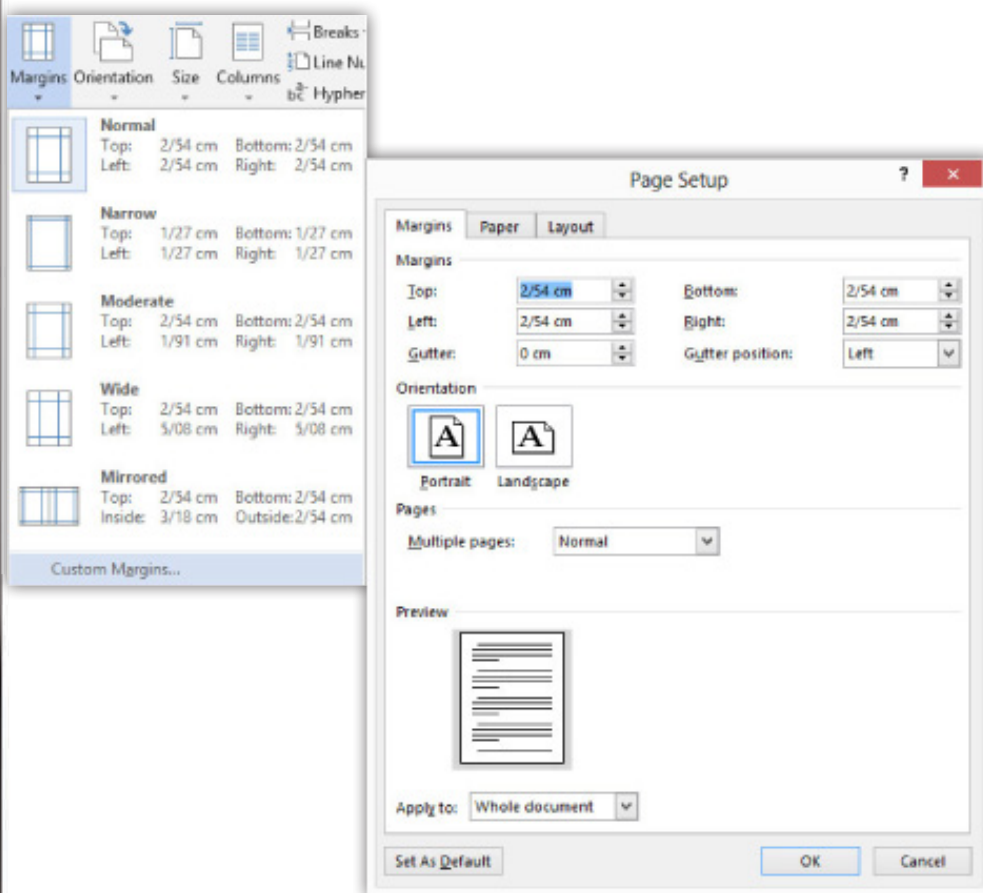 Breaks
Line Nu
Hypher
Margins Orientation Size Columns
Normal
Top: 2/54 cm Bottom: 2/54 cm
Left: 2/54 cm Right: 2/54 cm
Narrow
Top: 1/27 cm Bottom: 1/27 cm
Left: 1/27 cm Right: 1/27 cm
Moderate
Top: 2/54 cm Bottom: 2/54 cm
Left: 1/91 cm Right: 1/91 cm
Wide
Top: 2/54 cm Bottom: 2/54 cm
Left: 5/08 cm Right: 5/08 cm
Mirrored
Top: 2/54 cm Bottom: 2/54 cm
Inside: 3/18 cm Outside: 2/54 cm
Custom Margins...
Page Setup ?
Margins Paper Layout
Margins
Top: 2/54 cm Bottom: 2/54 cm
Left: 2/54 cm Right: 2/54 cm
Gutter: 0 cm Gutter position: Left
Orientation
A A
Portrait Landscape
Pages
Multiple pages: Normal
Preview
Apply to: Whole document
Set As Default OK Cancel